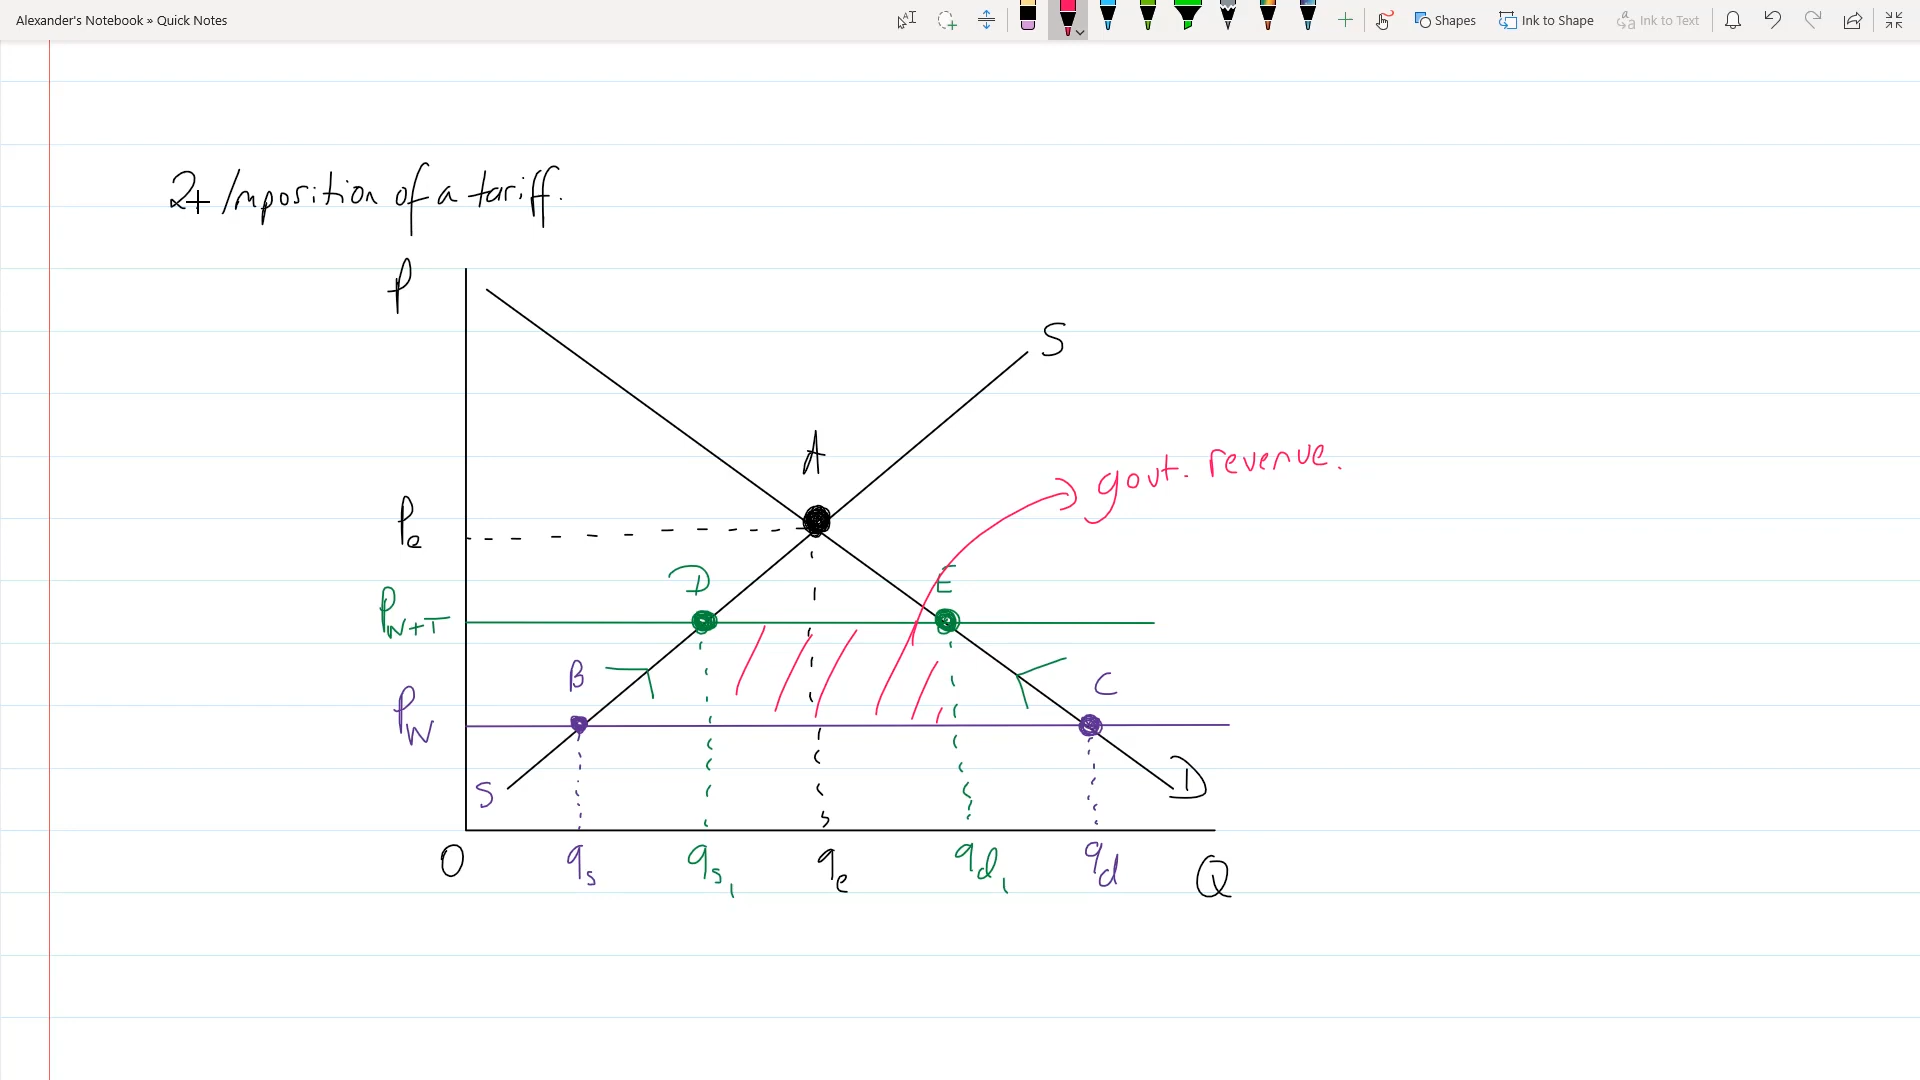 Alexander's Notebook » Quick Notes
Shapes
Ink to Shape
Ink to Text
2+ Imposition of a tariff.
P
S
A
govt. revenue.
Pe
D
E
PW+T
B
C
PW
S
D
O
qs
qs1
qe
qd1
qd
Q